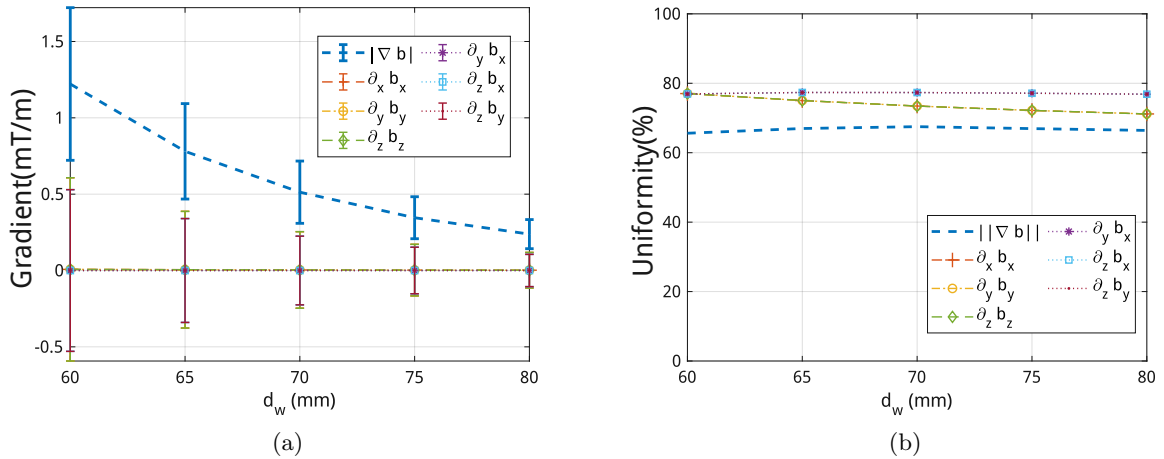 Gradient(mT/m)
1.5
1
0.5
0
-0.5
60 65 70 75 80
d_w (mm)
|∇ b|
∂_x b_x
∂_y b_y
∂_z b_z
∂_y b_x
∂_z b_x
∂_z b_y
(a)
Uniformity(%)
100
80
60
40
20
0
60 65 70 75 80
d_w (mm)
||∇ b||
∂_x b_x
∂_y b_y
∂_z b_z
∂_y b_x
∂_z b_x
∂_z b_y
(b)